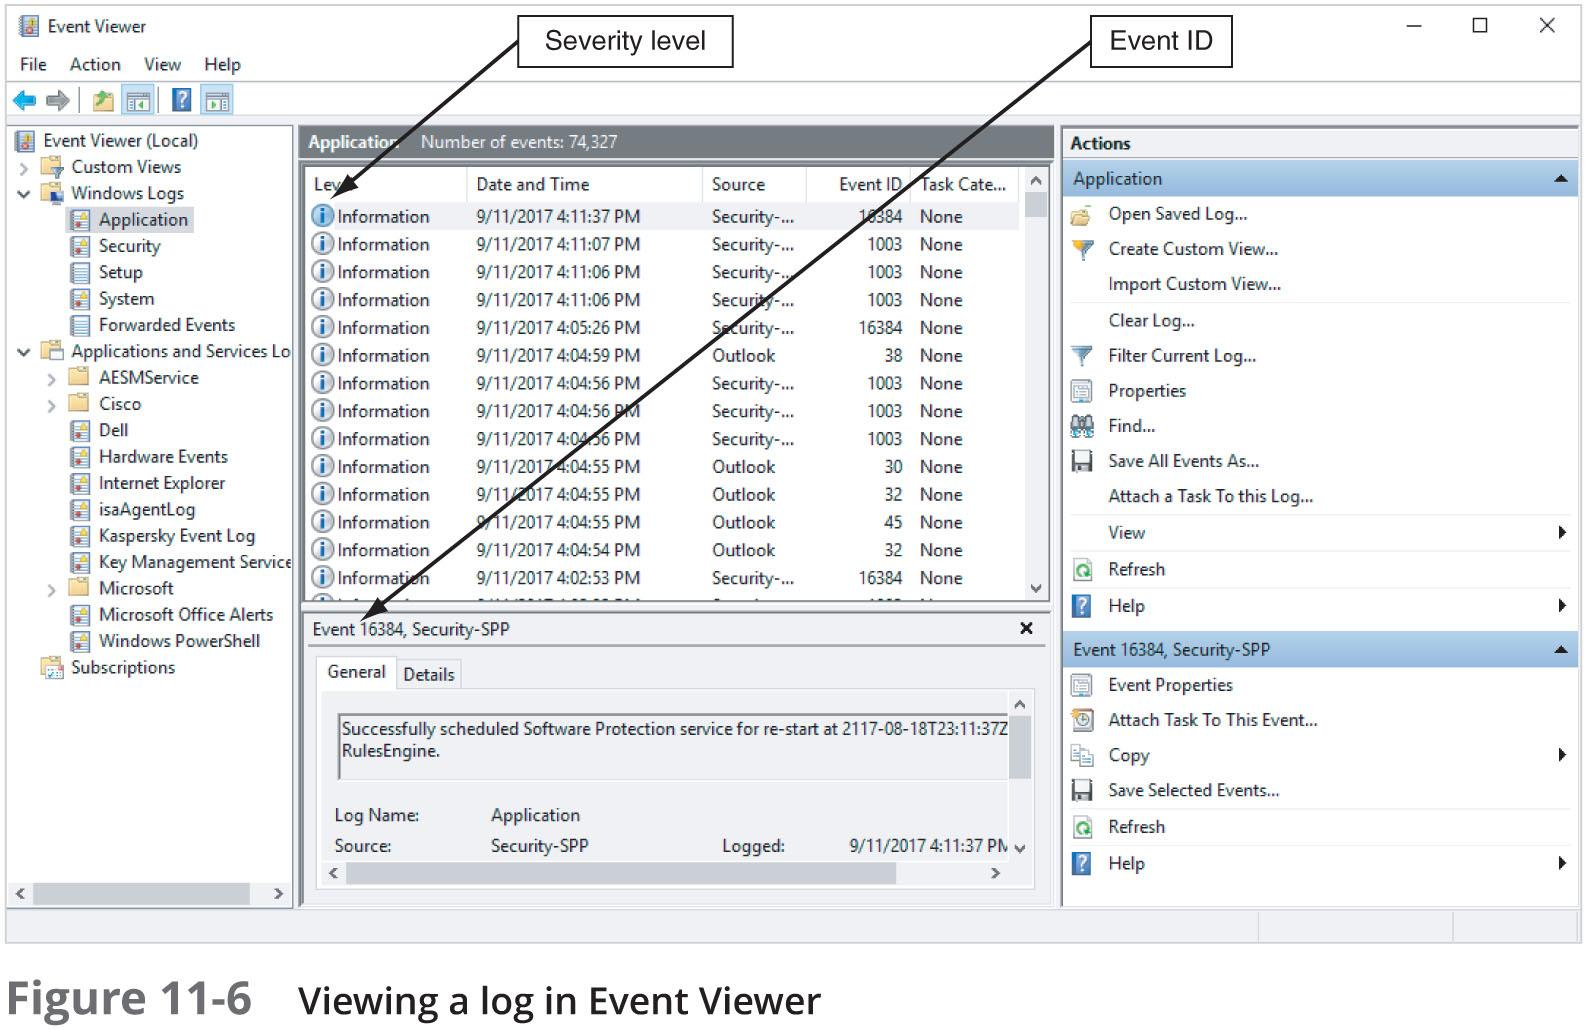 Event Viewer
Severity level
Event ID
File Action View Help
Event Viewer (Local)
Custom Views
Windows Logs
Application
Security
Setup
System
Forwarded Events
Applications and Services Lo
AESMService
Cisco
Dell
Hardware Events
Internet Explorer
isaAgentLog
Kaspersky Event Log
Key Management Service
Microsoft
Microsoft Office Alerts
Windows PowerShell
Subscriptions
Application Number of events: 74,327
Date and Time Source Event ID Task Cate...
Information 9/11/2017 4:11:37 PM Security-... 16384 None
Information 9/11/2017 4:11:07 PM Security-... 1003 None
Information 9/11/2017 4:11:06 PM Security-... 1003 None
Information 9/11/2017 4:11:06 PM Security-... 1003 None
Information 9/11/2017 4:05:26 PM Security-... 16384 None
Information 9/11/2017 4:04:59 PM Outlook 38 None
Information 9/11/2017 4:04:56 PM Security-... 1003 None
Information 9/11/2017 4:04:56 PM Security-... 1003 None
Information 9/11/2017 4:04:56 PM Security-... 1003 None
Information 9/11/2017 4:04:55 PM Outlook 30 None
Information 9/11/2017 4:04:55 PM Outlook 32 None
Information 9/11/2017 4:04:55 PM Outlook 45 None
Information 9/11/2017 4:04:54 PM Outlook 32 None
Information 9/11/2017 4:02:53 PM Security-... 16384 None
Event 16384, Security-SPP
General Details
Successfully scheduled Software Protection service for re-start at 2117-08-18T23:11:37Z
RulesEngine.
Log Name: Application
Source: Security-SPP Logged: 9/11/2017 4:11:37 PM
Actions
Application
Open Saved Log...
Create Custom View...
Import Custom View...
Clear Log...
Filter Current Log...
Properties
Find...
Save All Events As...
Attach a Task To this Log...
View
Refresh
Help
Event 16384, Security-SPP
Event Properties
Attach Task To This Event...
Copy
Save Selected Events...
Refresh
Help
Figure 11-6 Viewing a log in Event Viewer